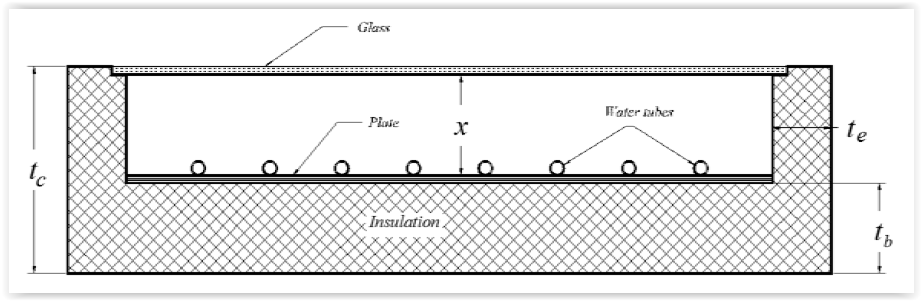 Glass
Plate
x
Water tubes
t_e
t_c
Insulation
t_b